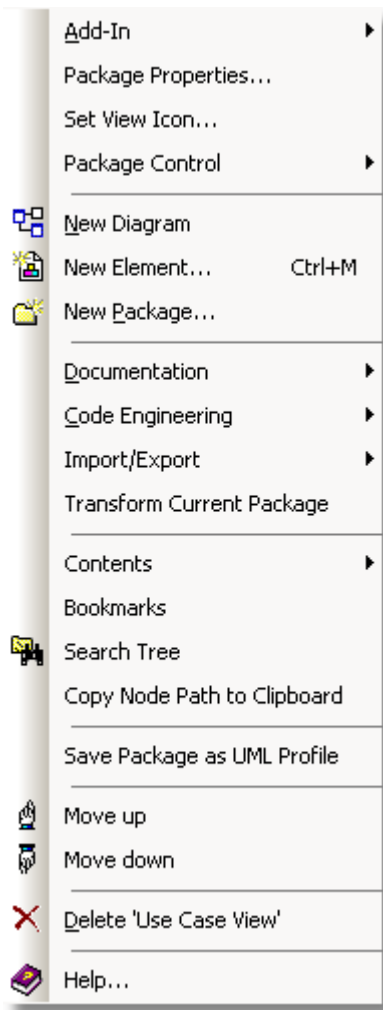 Add-In
Package Properties...
Set View Icon...
Package Control
New Diagram
New Element... Ctrl+M
New Package...
Documentation
Code Engineering
Import/Export
Transform Current Package
Contents
Bookmarks
Search Tree
Copy Node Path to Clipboard
Save Package as UML Profile
Move up
Move down
Delete 'Use Case View'
Help...